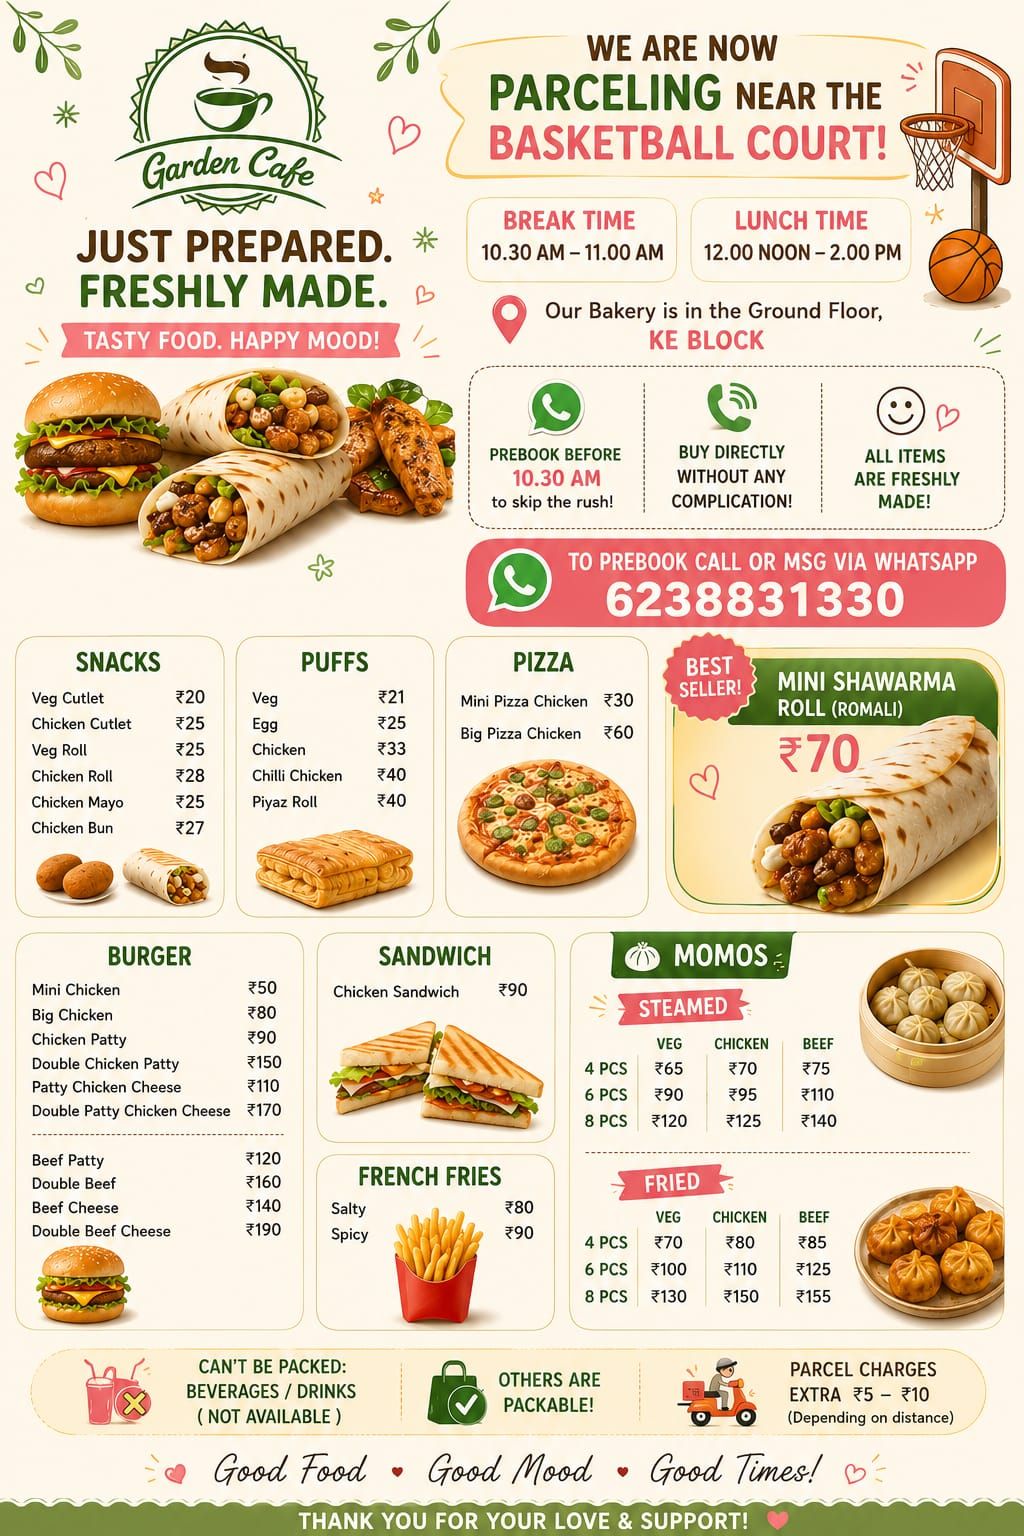 Garden Cafe
JUST PREPARED.
FRESHLY MADE.
TASTY FOOD. HAPPY MOOD!
WE ARE NOW
PARCELING NEAR THE
BASKETBALL COURT!
BREAK TIME
10.30 AM – 11.00 AM
LUNCH TIME
12.00 NOON – 2.00 PM
Our Bakery is in the Ground Floor,
KE BLOCK
PREBOOK BEFORE
10.30 AM
to skip the rush!
BUY DIRECTLY
WITHOUT ANY
COMPLICATION!
ALL ITEMS
ARE FRESHLY
MADE!
TO PREBOOK CALL OR MSG VIA WHATSAPP
6238831330
SNACKS
Veg Cutlet ₹20
Chicken Cutlet ₹25
Veg Roll ₹25
Chicken Roll ₹28
Chicken Mayo ₹25
Chicken Bun ₹27
PUFFS
Veg ₹21
Egg ₹25
Chicken ₹33
Chilli Chicken ₹40
Piyaz Roll ₹40
PIZZA
Mini Pizza Chicken ₹30
Big Pizza Chicken ₹60
BEST
SELLER!
MINI SHAWARMA
ROLL (ROMALI)
₹70
BURGER
Mini Chicken ₹50
Big Chicken ₹80
Chicken Patty ₹90
Double Chicken Patty ₹150
Patty Chicken Cheese ₹110
Double Patty Chicken Cheese ₹170
Beef Patty ₹120
Double Beef ₹160
Beef Cheese ₹140
Double Beef Cheese ₹190
SANDWICH
Chicken Sandwich ₹90
FRENCH FRIES
Salty ₹80
Spicy ₹90
MOMOS
STEAMED
VEG CHICKEN BEEF
4 PCS ₹65 ₹70 ₹75
6 PCS ₹90 ₹95 ₹110
8 PCS ₹120 ₹125 ₹140
FRIED
VEG CHICKEN BEEF
4 PCS ₹70 ₹80 ₹85
6 PCS ₹100 ₹110 ₹125
8 PCS ₹130 ₹150 ₹155
CAN'T BE PACKED:
BEVERAGES / DRINKS
( NOT AVAILABLE )
OTHERS ARE
PACKABLE!
PARCEL CHARGES
EXTRA ₹5 – ₹10
(Depending on distance)
Good Food • Good Mood • Good Times!
THANK YOU FOR YOUR LOVE & SUPPORT!